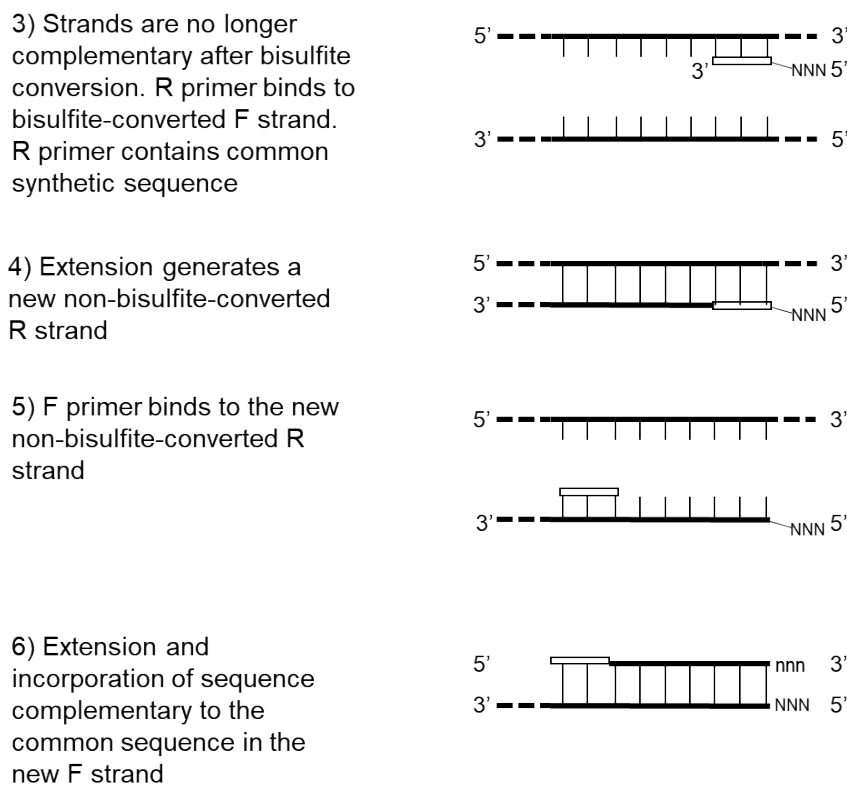 3) Strands are no longer
complementary after bisulfite
conversion. R primer binds to
bisulfite-converted F strand.
R primer contains common
synthetic sequence
5’ 3’
3’ NNN 5’
3’ 5’
4) Extension generates a
new non-bisulfite-converted
R strand
5’ 3’
3’ NNN 5’
5) F primer binds to the new
non-bisulfite-converted R
strand
5’ 3’
3’ NNN 5’
6) Extension and
incorporation of sequence
complementary to the
common sequence in the
new F strand
5’ nnn 3’
3’ NNN 5’